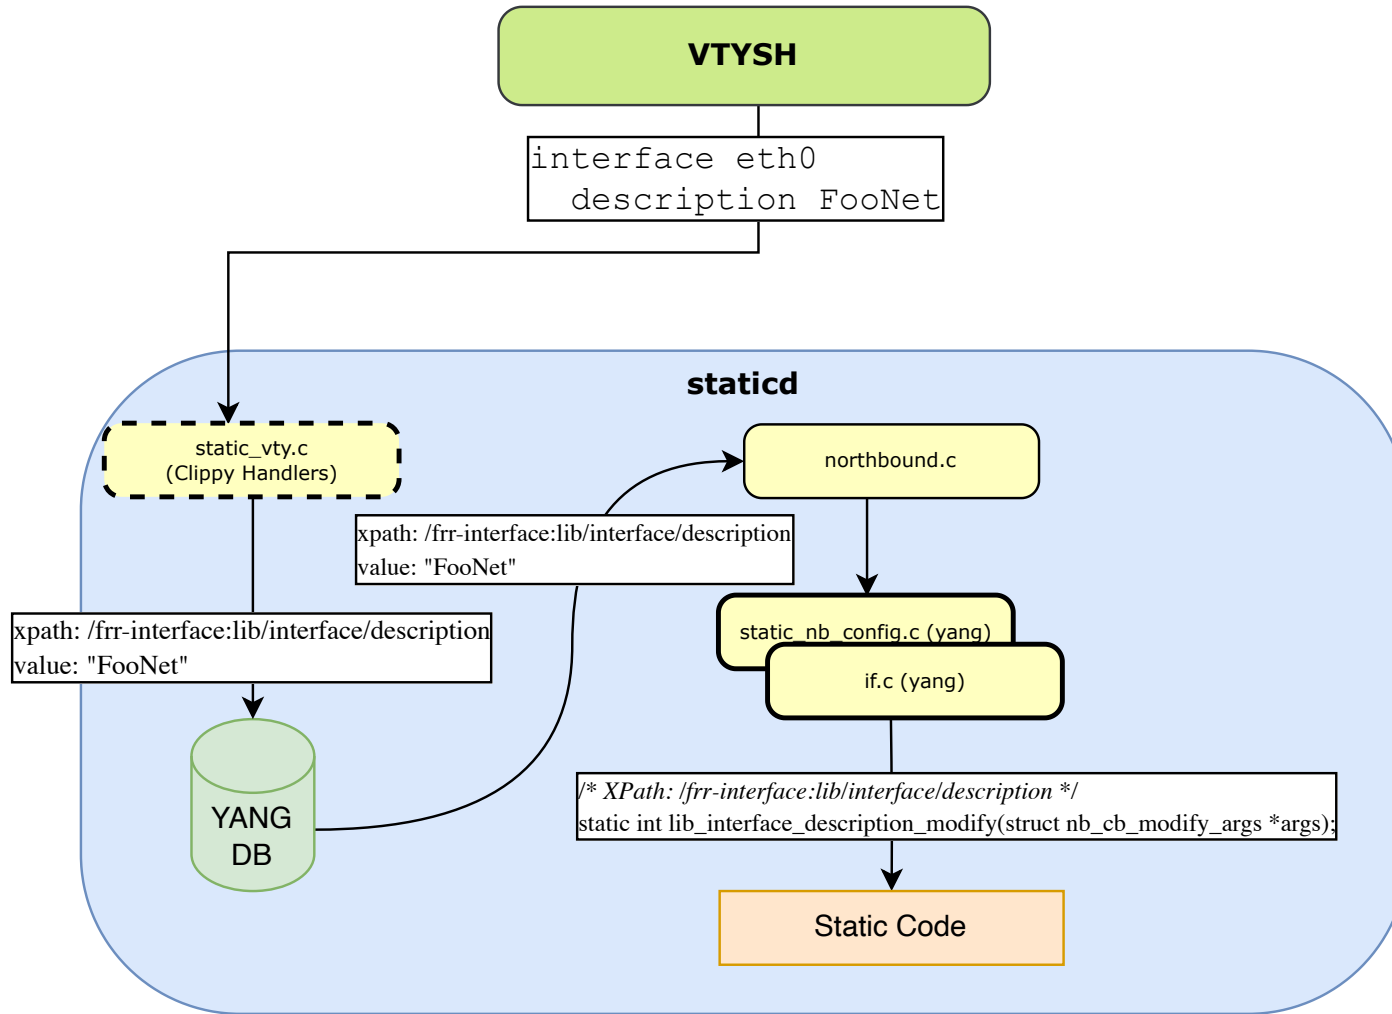 VTYSH
interface eth0
  description FooNet
staticd
static_vty.c
(Clippy Handlers)
northbound.c
xpath: /frr-interface:lib/interface/description
value: "FooNet"
xpath: /frr-interface:lib/interface/description
value: "FooNet"
static_nb_config.c (yang)
if.c (yang)
YANG
DB
/* XPath: /frr-interface:lib/interface/description */
static int lib_interface_description_modify(struct nb_cb_modify_args *args);
Static Code